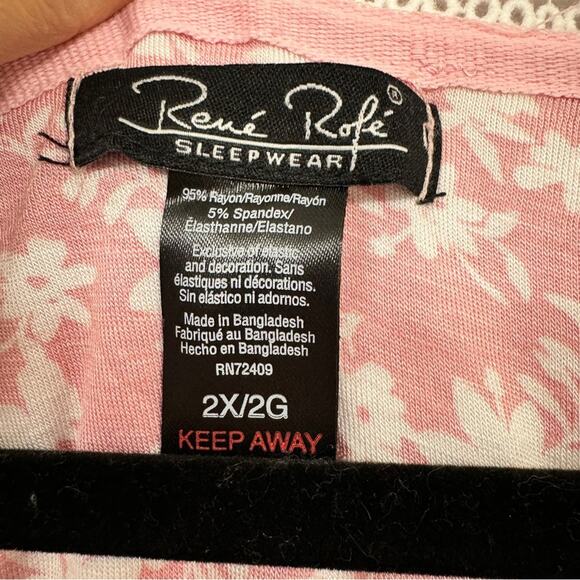 René Rofé ®
SLEEPWEAR
95% Rayon/Rayonne/Rayón
5% Spandex/
Élasthanne/Elastano
Exclusive of elastic
and decoration. Sans
élastiques ni décorations.
Sin elástico ni adornos.
Made in Bangladesh
Fabriqué au Bangladesh
Hecho en Bangladesh
RN72409
2X/2G
KEEP AWAY